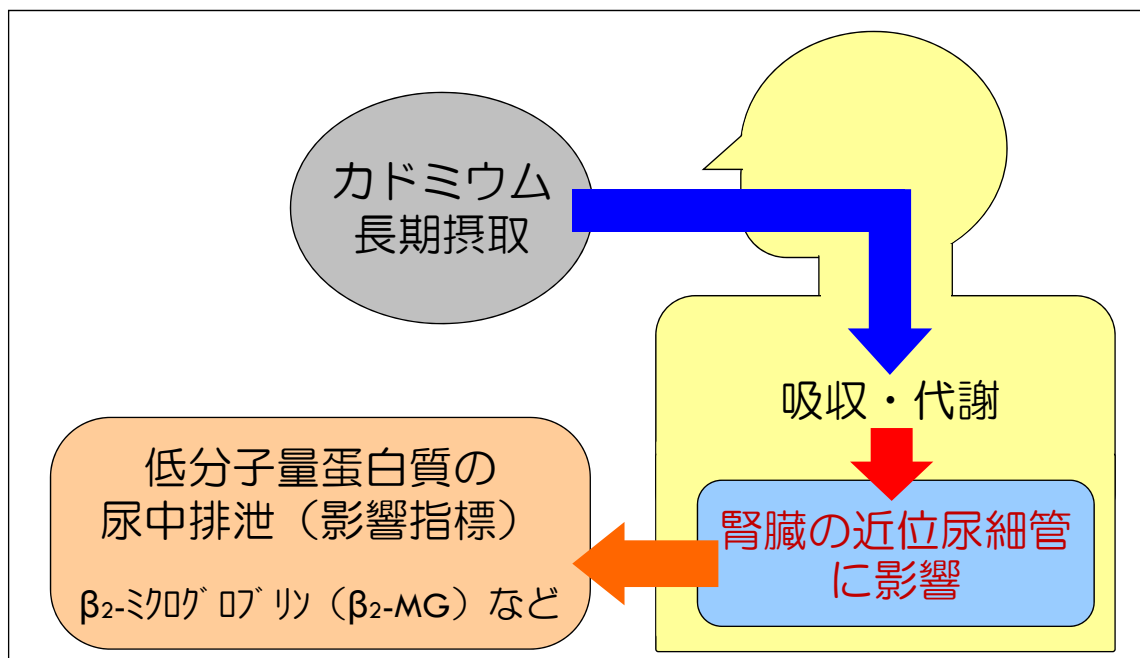 カドミウム
長期摂取
吸収・代謝
腎臓の近位尿細管
に影響
低分子量蛋白質の
尿中排泄（影響指標）
β₂-ﾐｸﾛｸﾞﾛﾌﾞﾘﾝ（β₂-MG）など